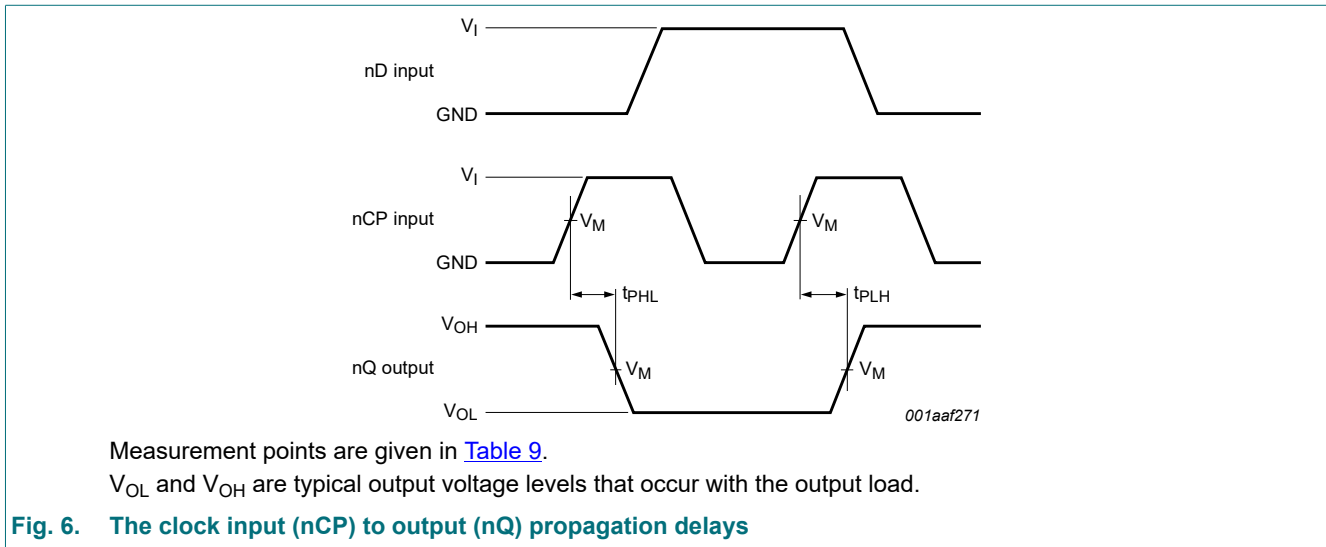 VI
nD input
GND
VI
nCP input
VM
VM
GND
tPHL
tPLH
VOH
nQ output
VM
VM
VOL
001aaf271
Measurement points are given in Table 9.
VOL and VOH are typical output voltage levels that occur with the output load.
Fig. 6. The clock input (nCP) to output (nQ) propagation delays